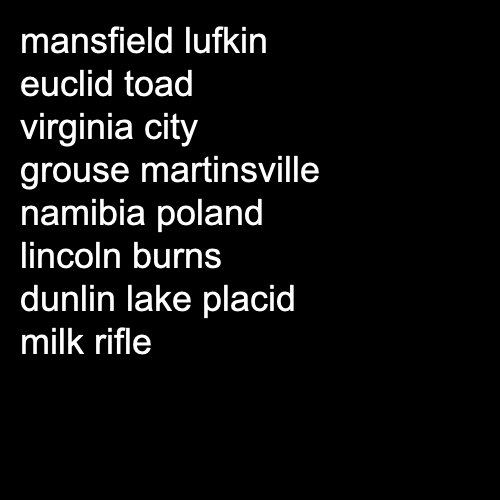 mansfield lufkin
euclid toad
virginia city
grouse martinsville
namibia poland
lincoln burns
dunlin lake placid
milk rifle